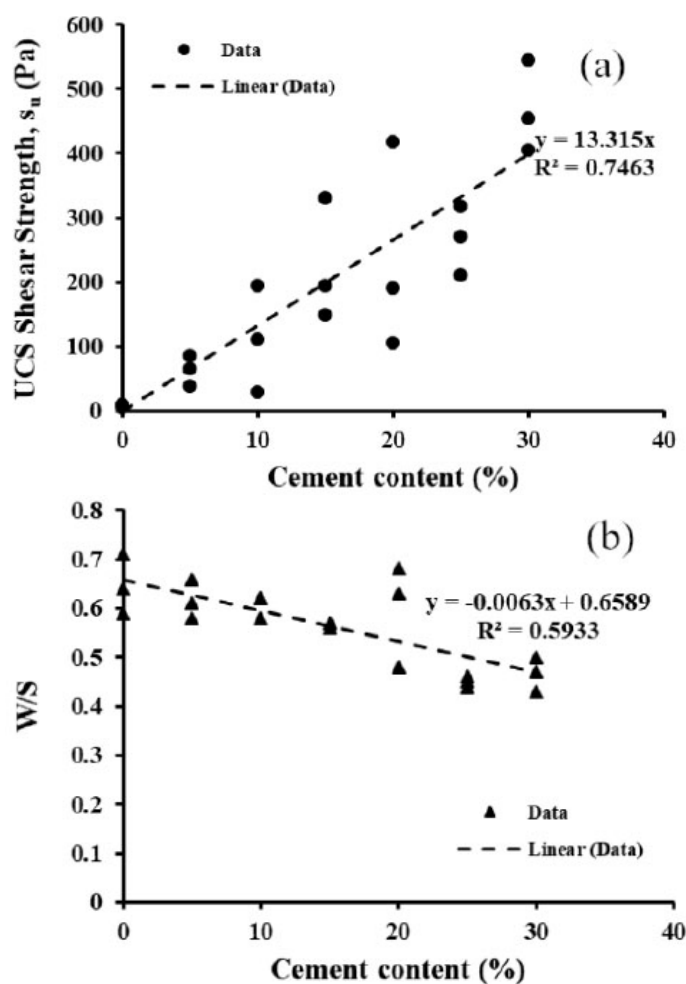 UCS Shesar Strength, su (Pa)
600
500
400
300
200
100
0
Data
Linear (Data)
(a)
y = 13.315x
R² = 0.7463
0 10 20 30 40
Cement content (%)
W/S
0.8
0.7
0.6
0.5
0.4
0.3
0.2
0.1
0
(b)
y = -0.0063x + 0.6589
R² = 0.5933
Data
Linear (Data)
0 10 20 30 40
Cement content (%)